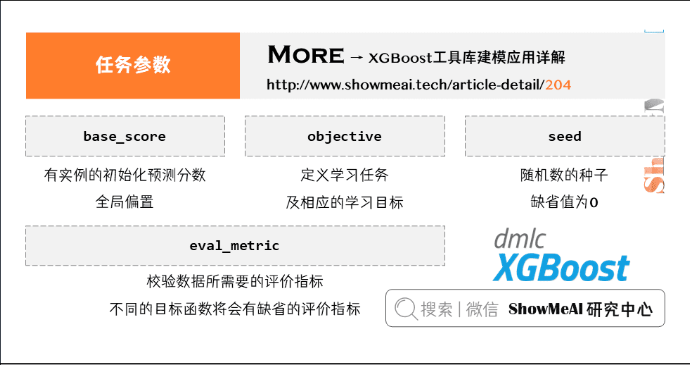 任务参数
MORE → XGBoost工具库建模应用详解
http://www.showmeai.tech/article-detail/204
base_score
objective
seed
有实例的初始化预测分数
全局偏置
定义学习任务
及相应的学习目标
随机数的种子
缺省值为0
eval_metric
校验数据所需要的评价指标
不同的目标函数将会有缺省的评价指标
dmlc
XGBoost
搜索 | 微信 ShowMeAI 研究中心